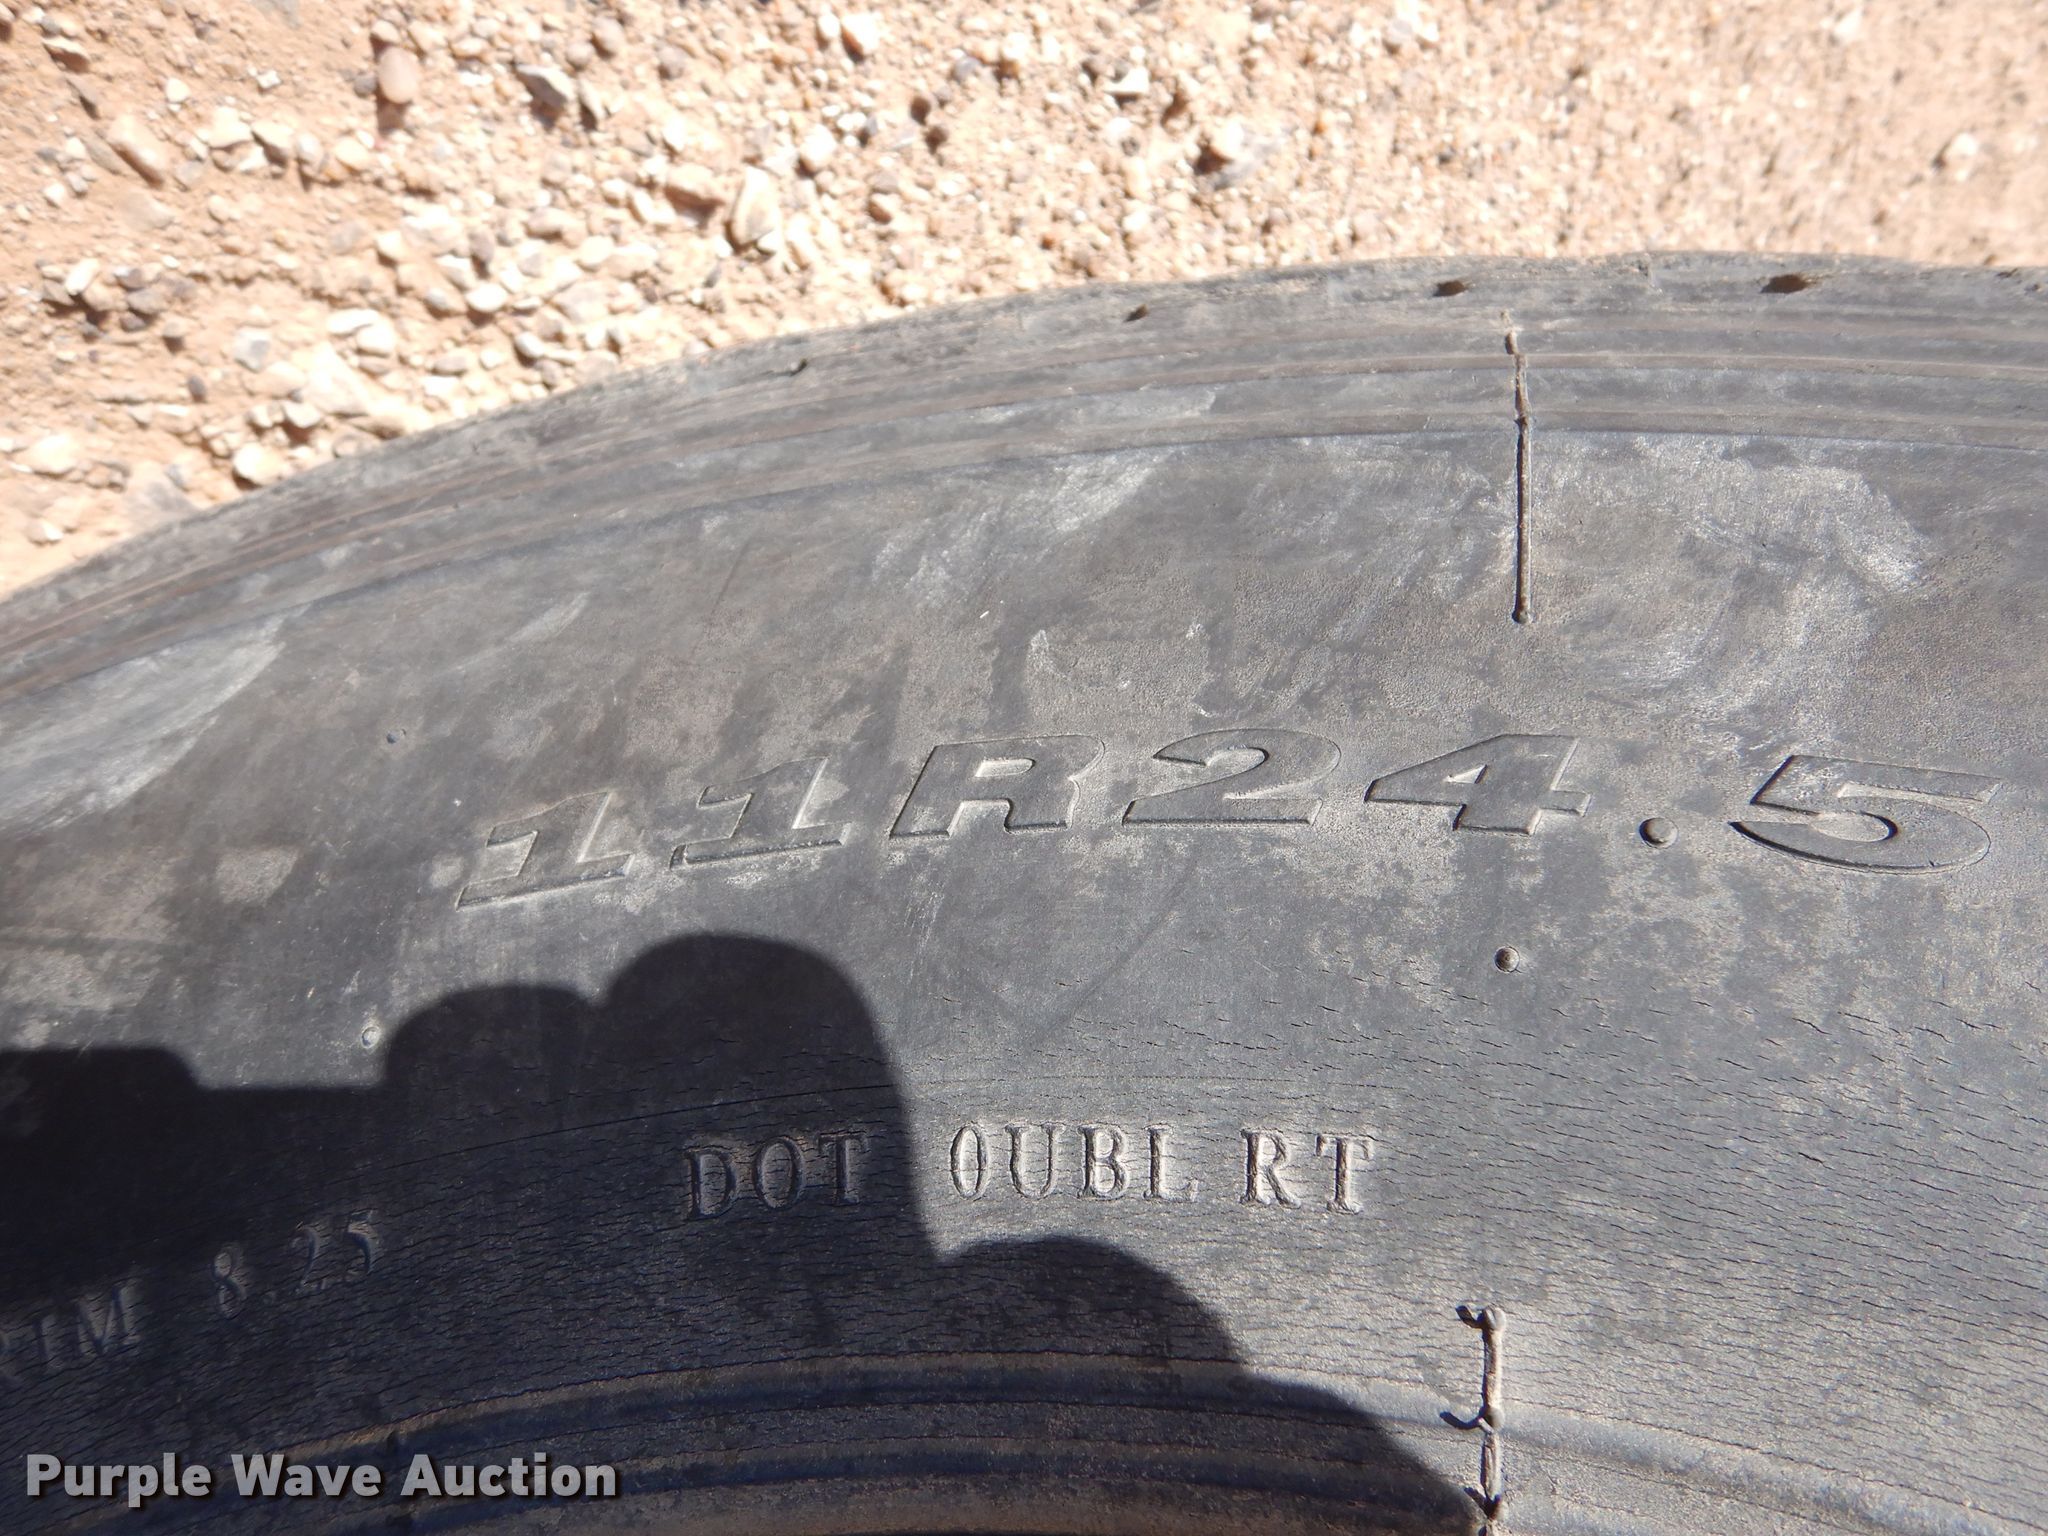 11R24.5
DOT 0UBL RT
RIM 8.25
Purple Wave Auction